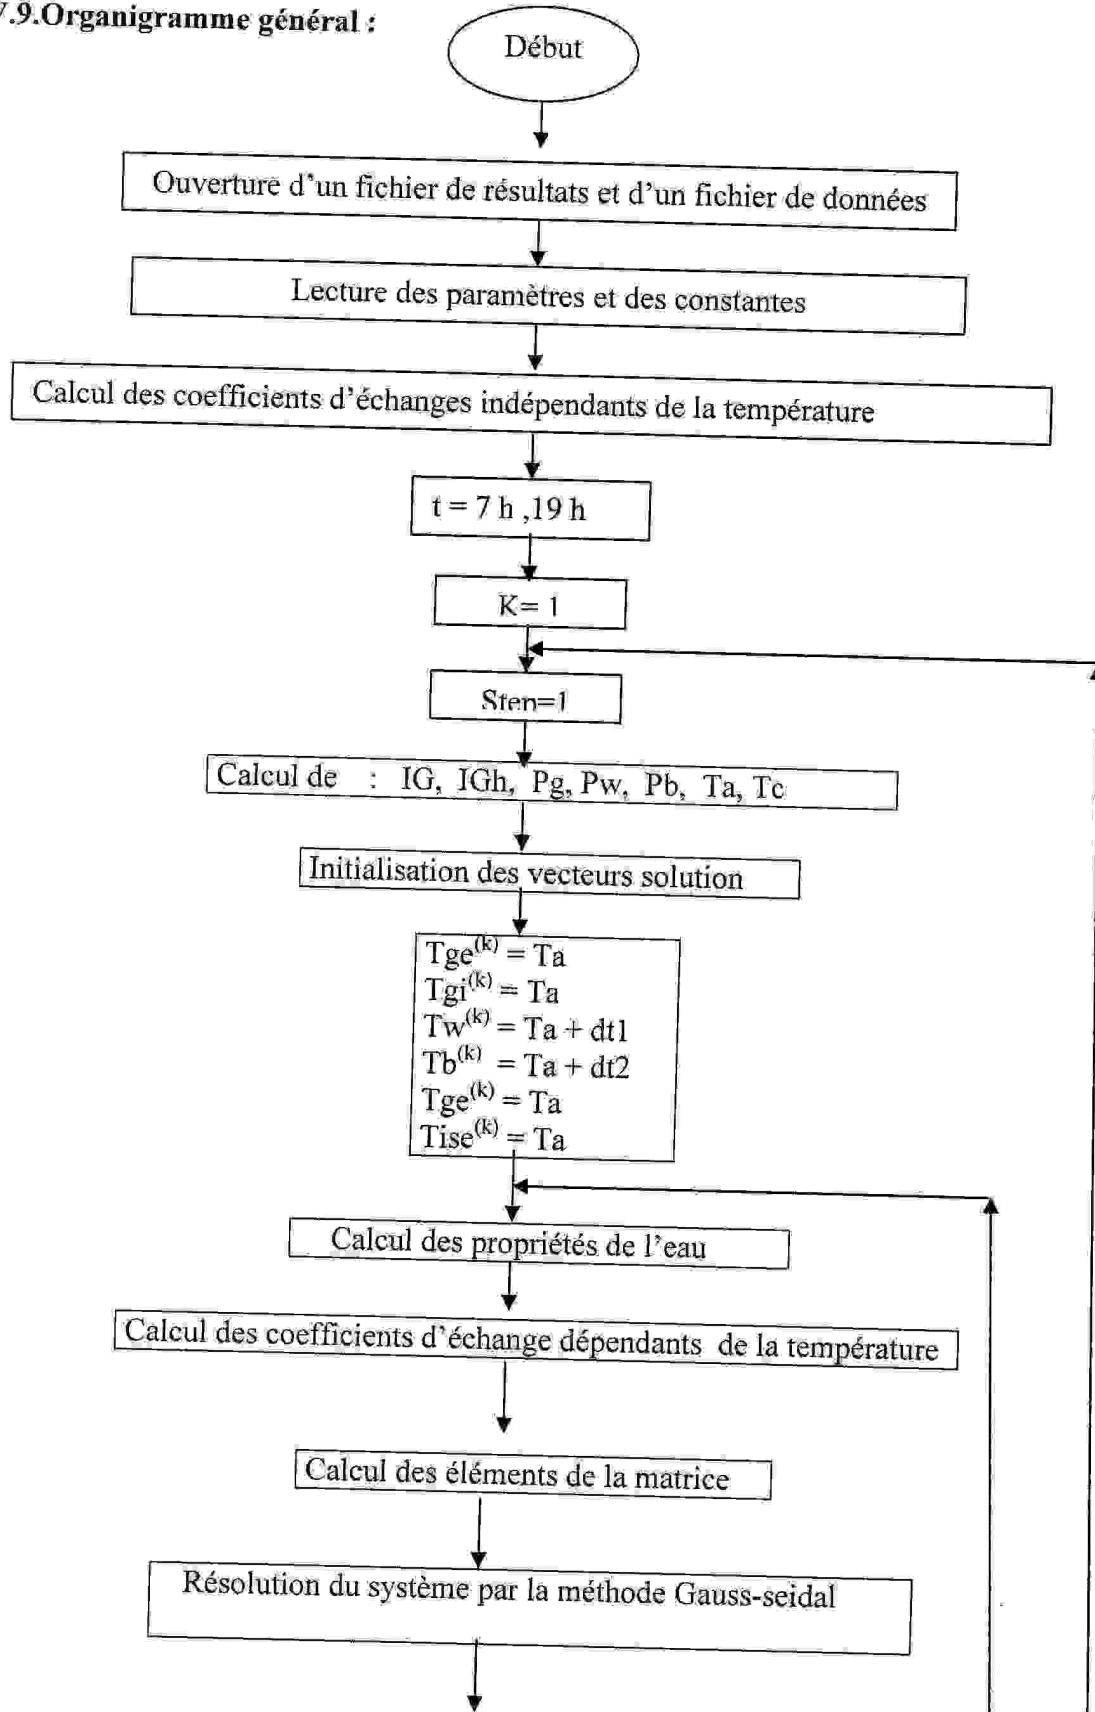 .9.Organigramme général :
Début
Ouverture d'un fichier de résultats et d'un fichier de données
Lecture des paramètres et des constantes
Calcul des coefficients d'échanges indépendants de la température
t = 7 h ,19 h
K= 1
Step=1
Calcul de : IG, IGh, Pg, Pw, Pb, Ta, Tc
Initialisation des vecteurs solution
Tge(k) = Ta
Tgi(k) = Ta
Tw(k) = Ta + dt1
Tb(k) = Ta + dt2
Tge(k) = Ta
Tise(k) = Ta
Calcul des propriétés de l'eau
Calcul des coefficients d'échange dépendants de la température
Calcul des éléments de la matrice
Résolution du système par la méthode Gauss-seidal